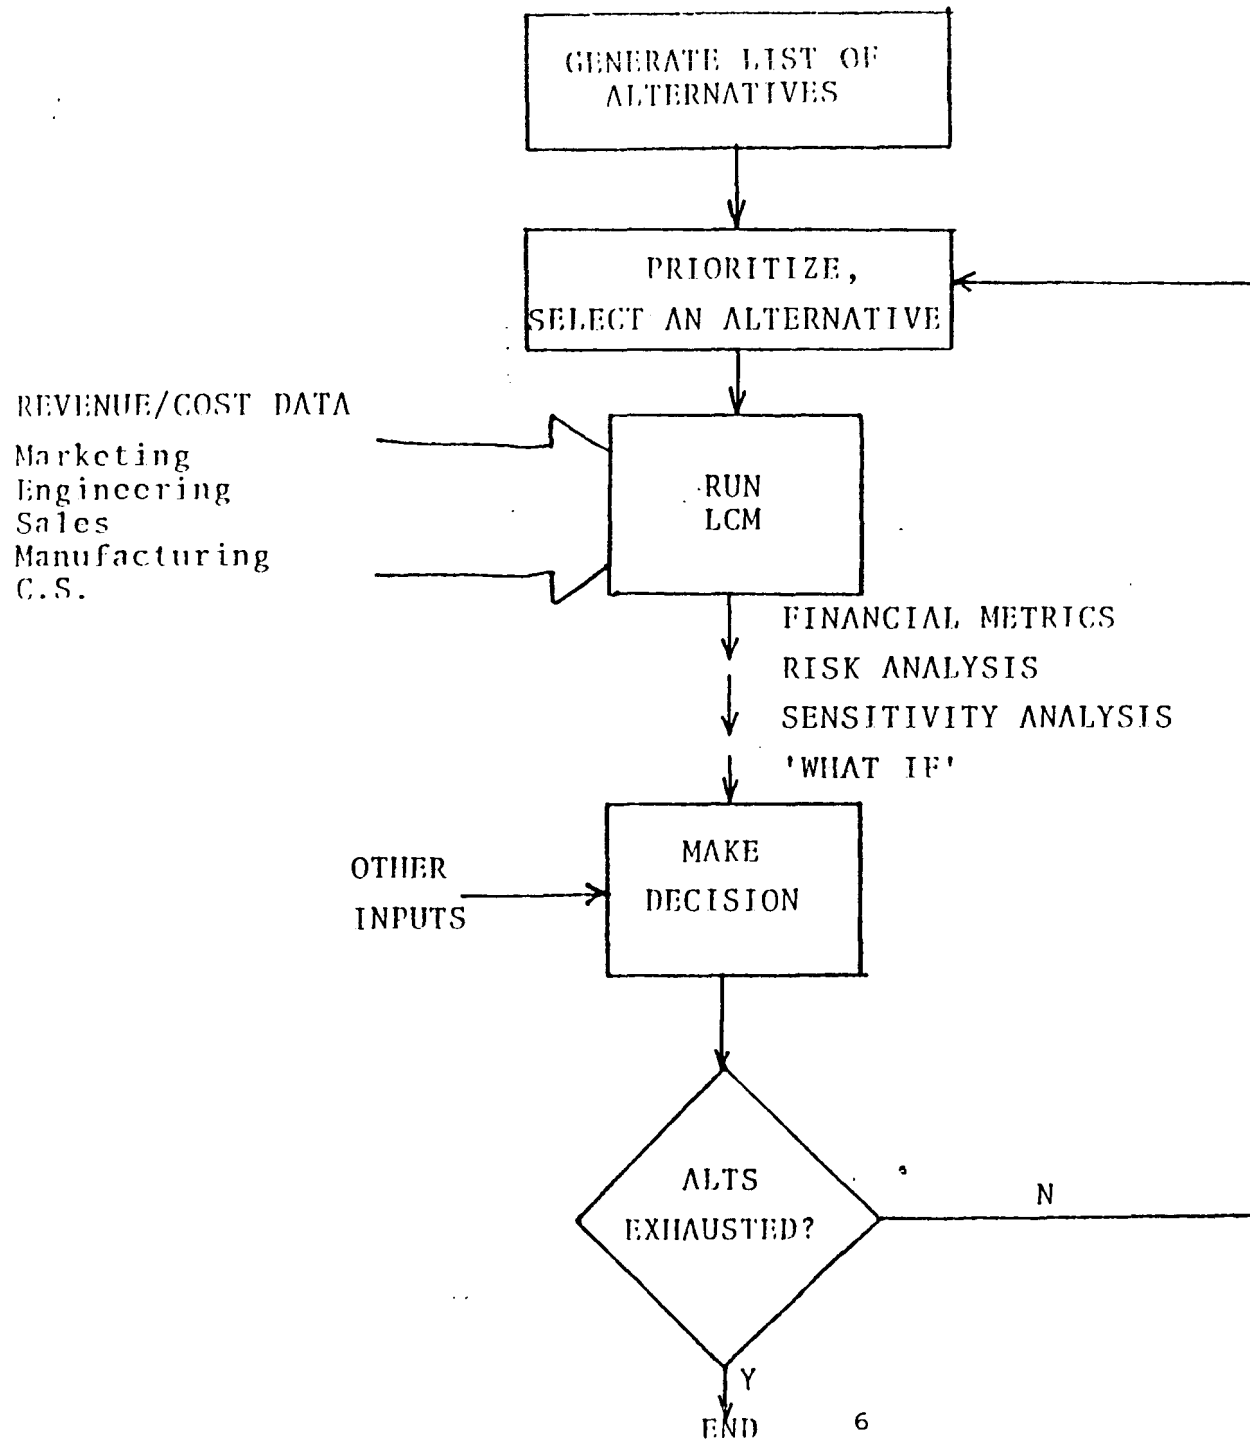 GENERATE LIST OF
ALTERNATIVES
PRIORITIZE,
SELECT AN ALTERNATIVE
REVENUE/COST DATA
Marketing
Engineering
Sales
Manufacturing
C.S.
RUN
LCM
FINANCIAL METRICS
RISK ANALYSIS
SENSITIVITY ANALYSIS
'WHAT IF'
OTHER
INPUTS
MAKE
DECISION
ALTS
EXHAUSTED?
N
Y
END
6